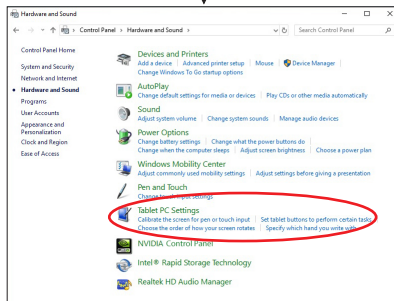 Hardware and Sound
Control Panel > Hardware and Sound >
Search Control Panel
Control Panel Home
System and Security
Network and Internet
Hardware and Sound
Programs
User Accounts
Appearance and
Personalization
Clock and Region
Ease of Access
Devices and Printers
Add a device | Advanced printer setup | Mouse | Device Manager |
Change Windows To Go startup options
AutoPlay
Change default settings for media or devices | Play CDs or other media automatically
Sound
Adjust system volume | Change system sounds | Manage audio devices
Power Options
Change battery settings | Change what the power buttons do |
Change when the computer sleeps | Adjust screen brightness | Choose a power plan
Windows Mobility Center
Adjust commonly used mobility settings | Adjust settings before giving a presentation
Pen and Touch
Change touch input settings
Tablet PC Settings
Calibrate the screen for pen or touch input | Set tablet buttons to perform certain tasks
Choose the order of how your screen rotates | Specify which hand you write with
NVIDIA Control Panel
Intel® Rapid Storage Technology
Realtek HD Audio Manager